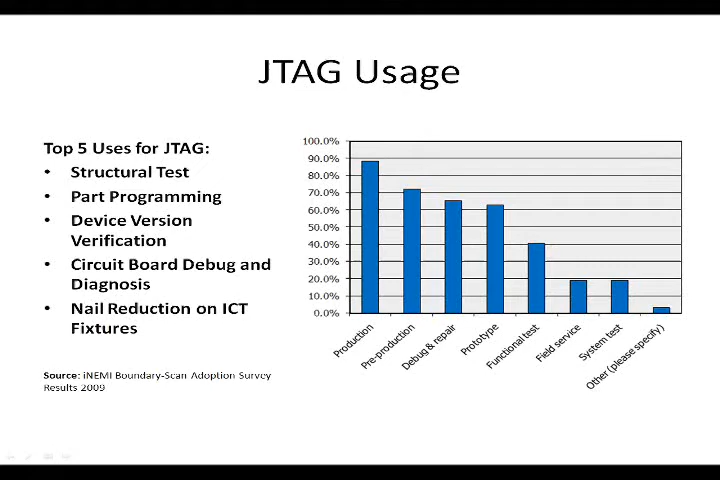 JTAG Usage
Top 5 Uses for JTAG:
• Structural Test
• Part Programming
• Device Version
Verification
• Circuit Board Debug and
Diagnosis
• Nail Reduction on ICT
Fixtures
Source: iNEMI Boundary-Scan Adoption Survey
Results 2009
100.0%
90.0%
80.0%
70.0%
60.0%
50.0%
40.0%
30.0%
20.0%
10.0%
0.0%
Production
Pre-production
Debug & repair
Prototype
Functional test
Field service
System test
Other (please specify)